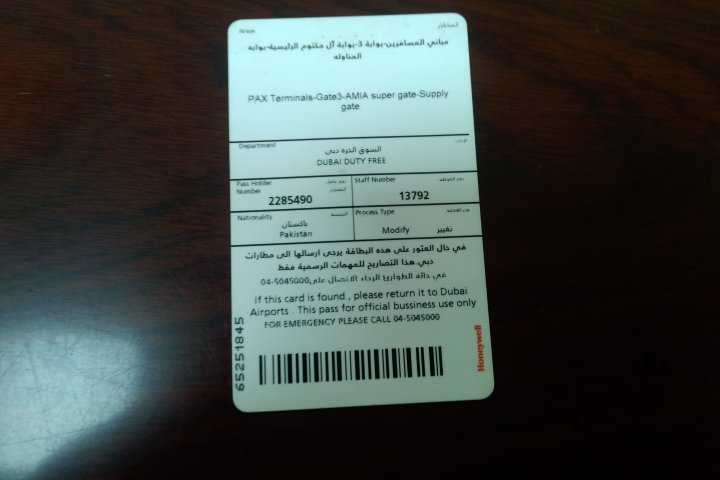 Area المناطق
مباني المسافرين-بوابة 3-بوابة آل مكتوم الرئيسية-بوابه
المناوله
PAX Terminals-Gate3-AMIA super gate-Supply
gate
Department
السوق الحره دبي
DUBAI DUTY FREE
Pass Holder Number
2285490
Staff Number
13792
Nationality الجنسية
باكستان
Pakistan
Process Type
Modify تغيير
في حال العثور على هذه البطاقة يرجى ارسالها الى مطارات
دبي.هذا التصاريح للمهمات الرسمية فقط
في حالة الطوارئ الرجاء الاتصال على04-5045000
if this card is found , please return it to Dubai
Airports . This pass for official bussiness use only
FOR EMERGENCY PLEASE CALL 04-5045000
65251845
Honeywell